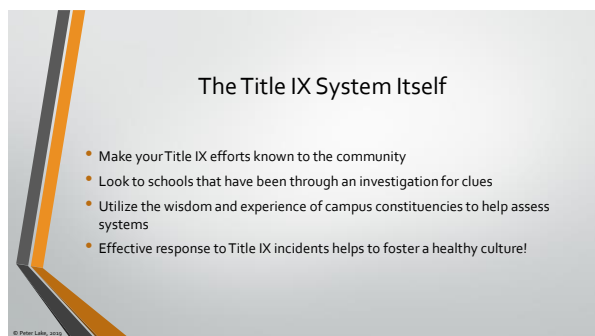 The Title IX System Itself
• Make your Title IX efforts known to the community
• Look to schools that have been through an investigation for clues
• Utilize the wisdom and experience of campus constituencies to help assess
systems
• Effective response to Title IX incidents helps to foster a healthy culture!
© Peter Lake, 2019